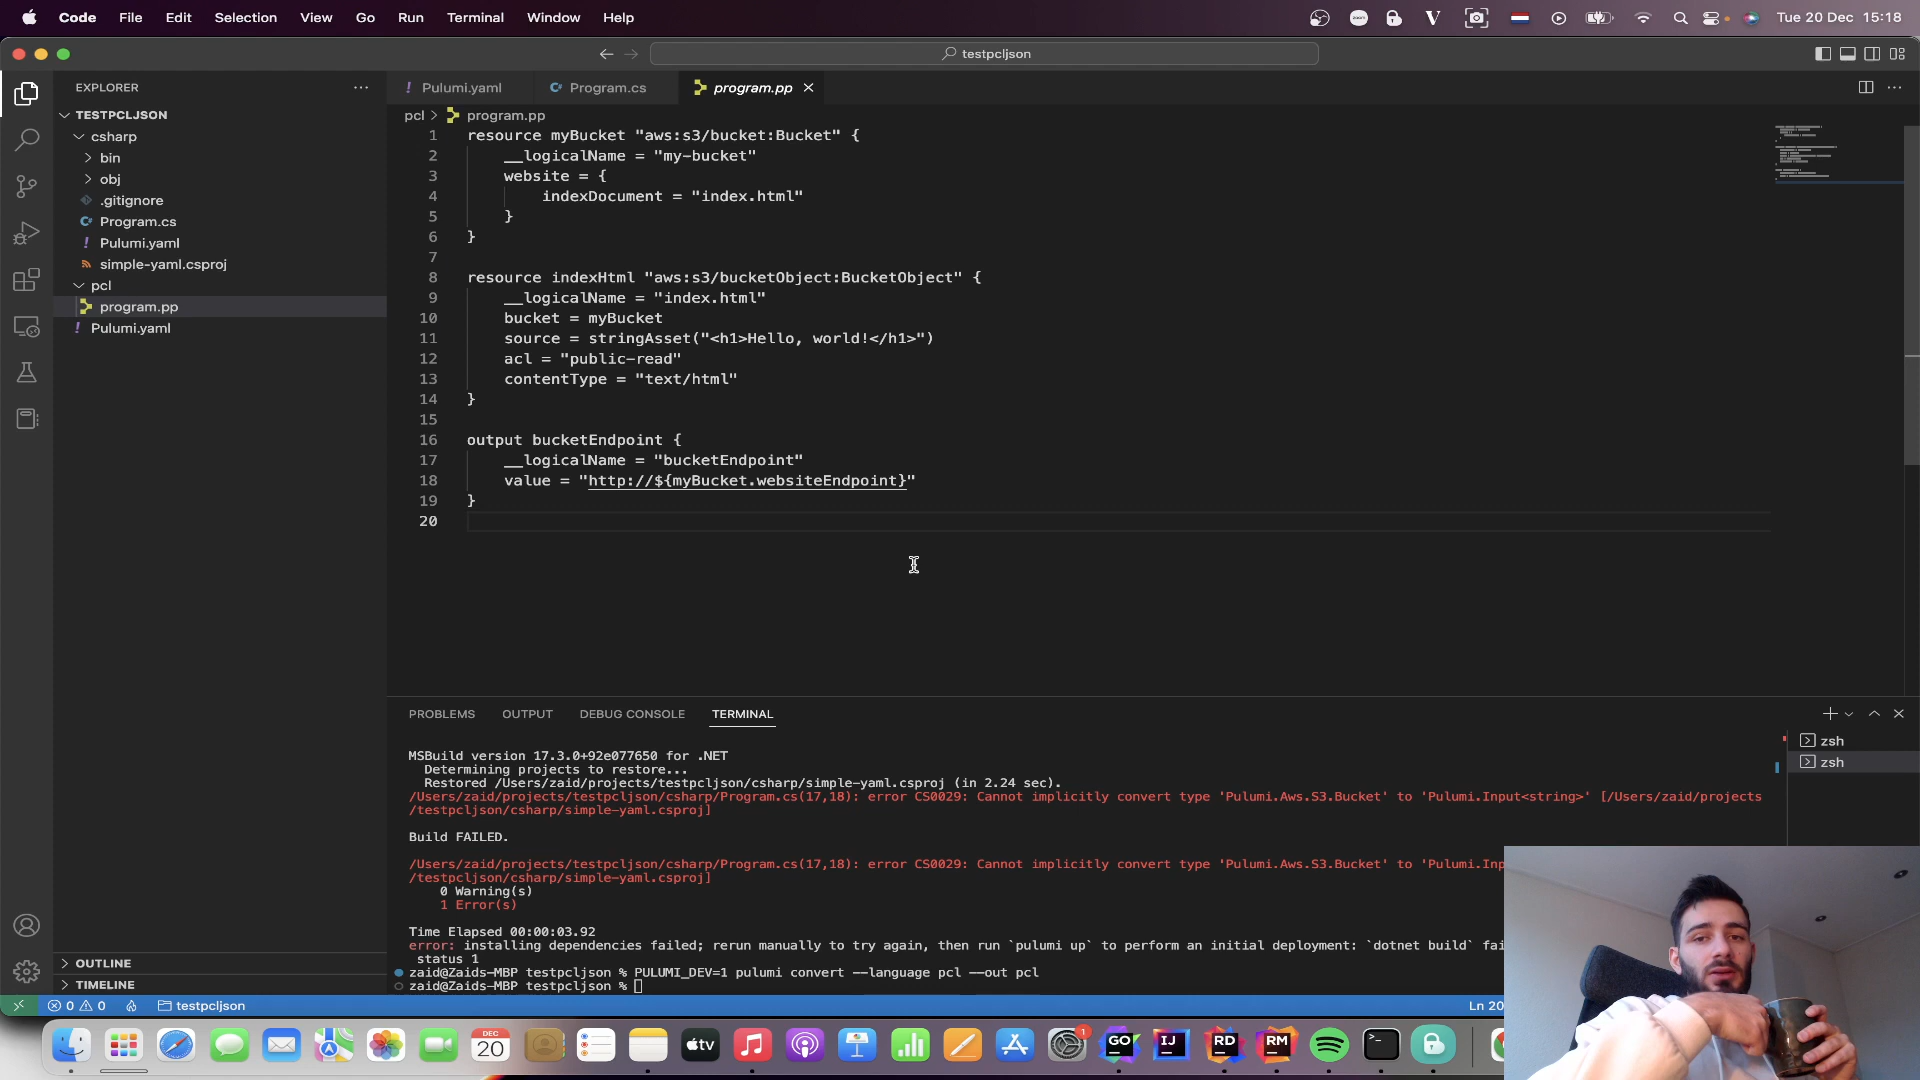 Code File Edit Selection View Go Run Terminal Window Help
zoom
V
Tue 20 Dec 15:18
testpcljson
EXPLORER
TESTPCLJSON
csharp
bin
obj
.gitignore
Program.cs
Pulumi.yaml
simple-yaml.csproj
pcl
program.pp
Pulumi.yaml
OUTLINE
TIMELINE
Pulumi.yaml Program.cs program.pp
pcl > program.pp
1 resource myBucket "aws:s3/bucket:Bucket" {
2 __logicalName = "my-bucket"
3 website = {
4 indexDocument = "index.html"
5 }
6 }
7
8 resource indexHtml "aws:s3/bucketObject:BucketObject" {
9 __logicalName = "index.html"
10 bucket = myBucket
11 source = stringAsset("<h1>Hello, world!</h1>")
12 acl = "public-read"
13 contentType = "text/html"
14 }
15
16 output bucketEndpoint {
17 __logicalName = "bucketEndpoint"
18 value = "http://${myBucket.websiteEndpoint}"
19 }
20
PROBLEMS OUTPUT DEBUG CONSOLE TERMINAL
zsh
zsh
MSBuild version 17.3.0+92e077650 for .NET
Determining projects to restore...
Restored /Users/zaid/projects/testpcljson/csharp/simple-yaml.csproj (in 2.24 sec).
/Users/zaid/projects/testpcljson/csharp/Program.cs(17,18): error CS0029: Cannot implicitly convert type 'Pulumi.Aws.S3.Bucket' to 'Pulumi.Input<string>' [/Users/zaid/projects
/testpcljson/csharp/simple-yaml.csproj]
Build FAILED.
/Users/zaid/projects/testpcljson/csharp/Program.cs(17,18): error CS0029: Cannot implicitly convert type 'Pulumi.Aws.S3.Bucket' to 'Pulumi.Inp
/testpcljson/csharp/simple-yaml.csproj]
0 Warning(s)
1 Error(s)
Time Elapsed 00:00:03.92
error: installing dependencies failed; rerun manually to try again, then run `pulumi up` to perform an initial deployment: `dotnet build` fai
status 1
zaid@Zaids-MBP testpcljson % PULUMI_DEV=1 pulumi convert --language pcl --out pcl
zaid@Zaids-MBP testpcljson %
0 0 testpcljson Ln 20
DEC
20
tv
1
GO
IJ
RD
RM